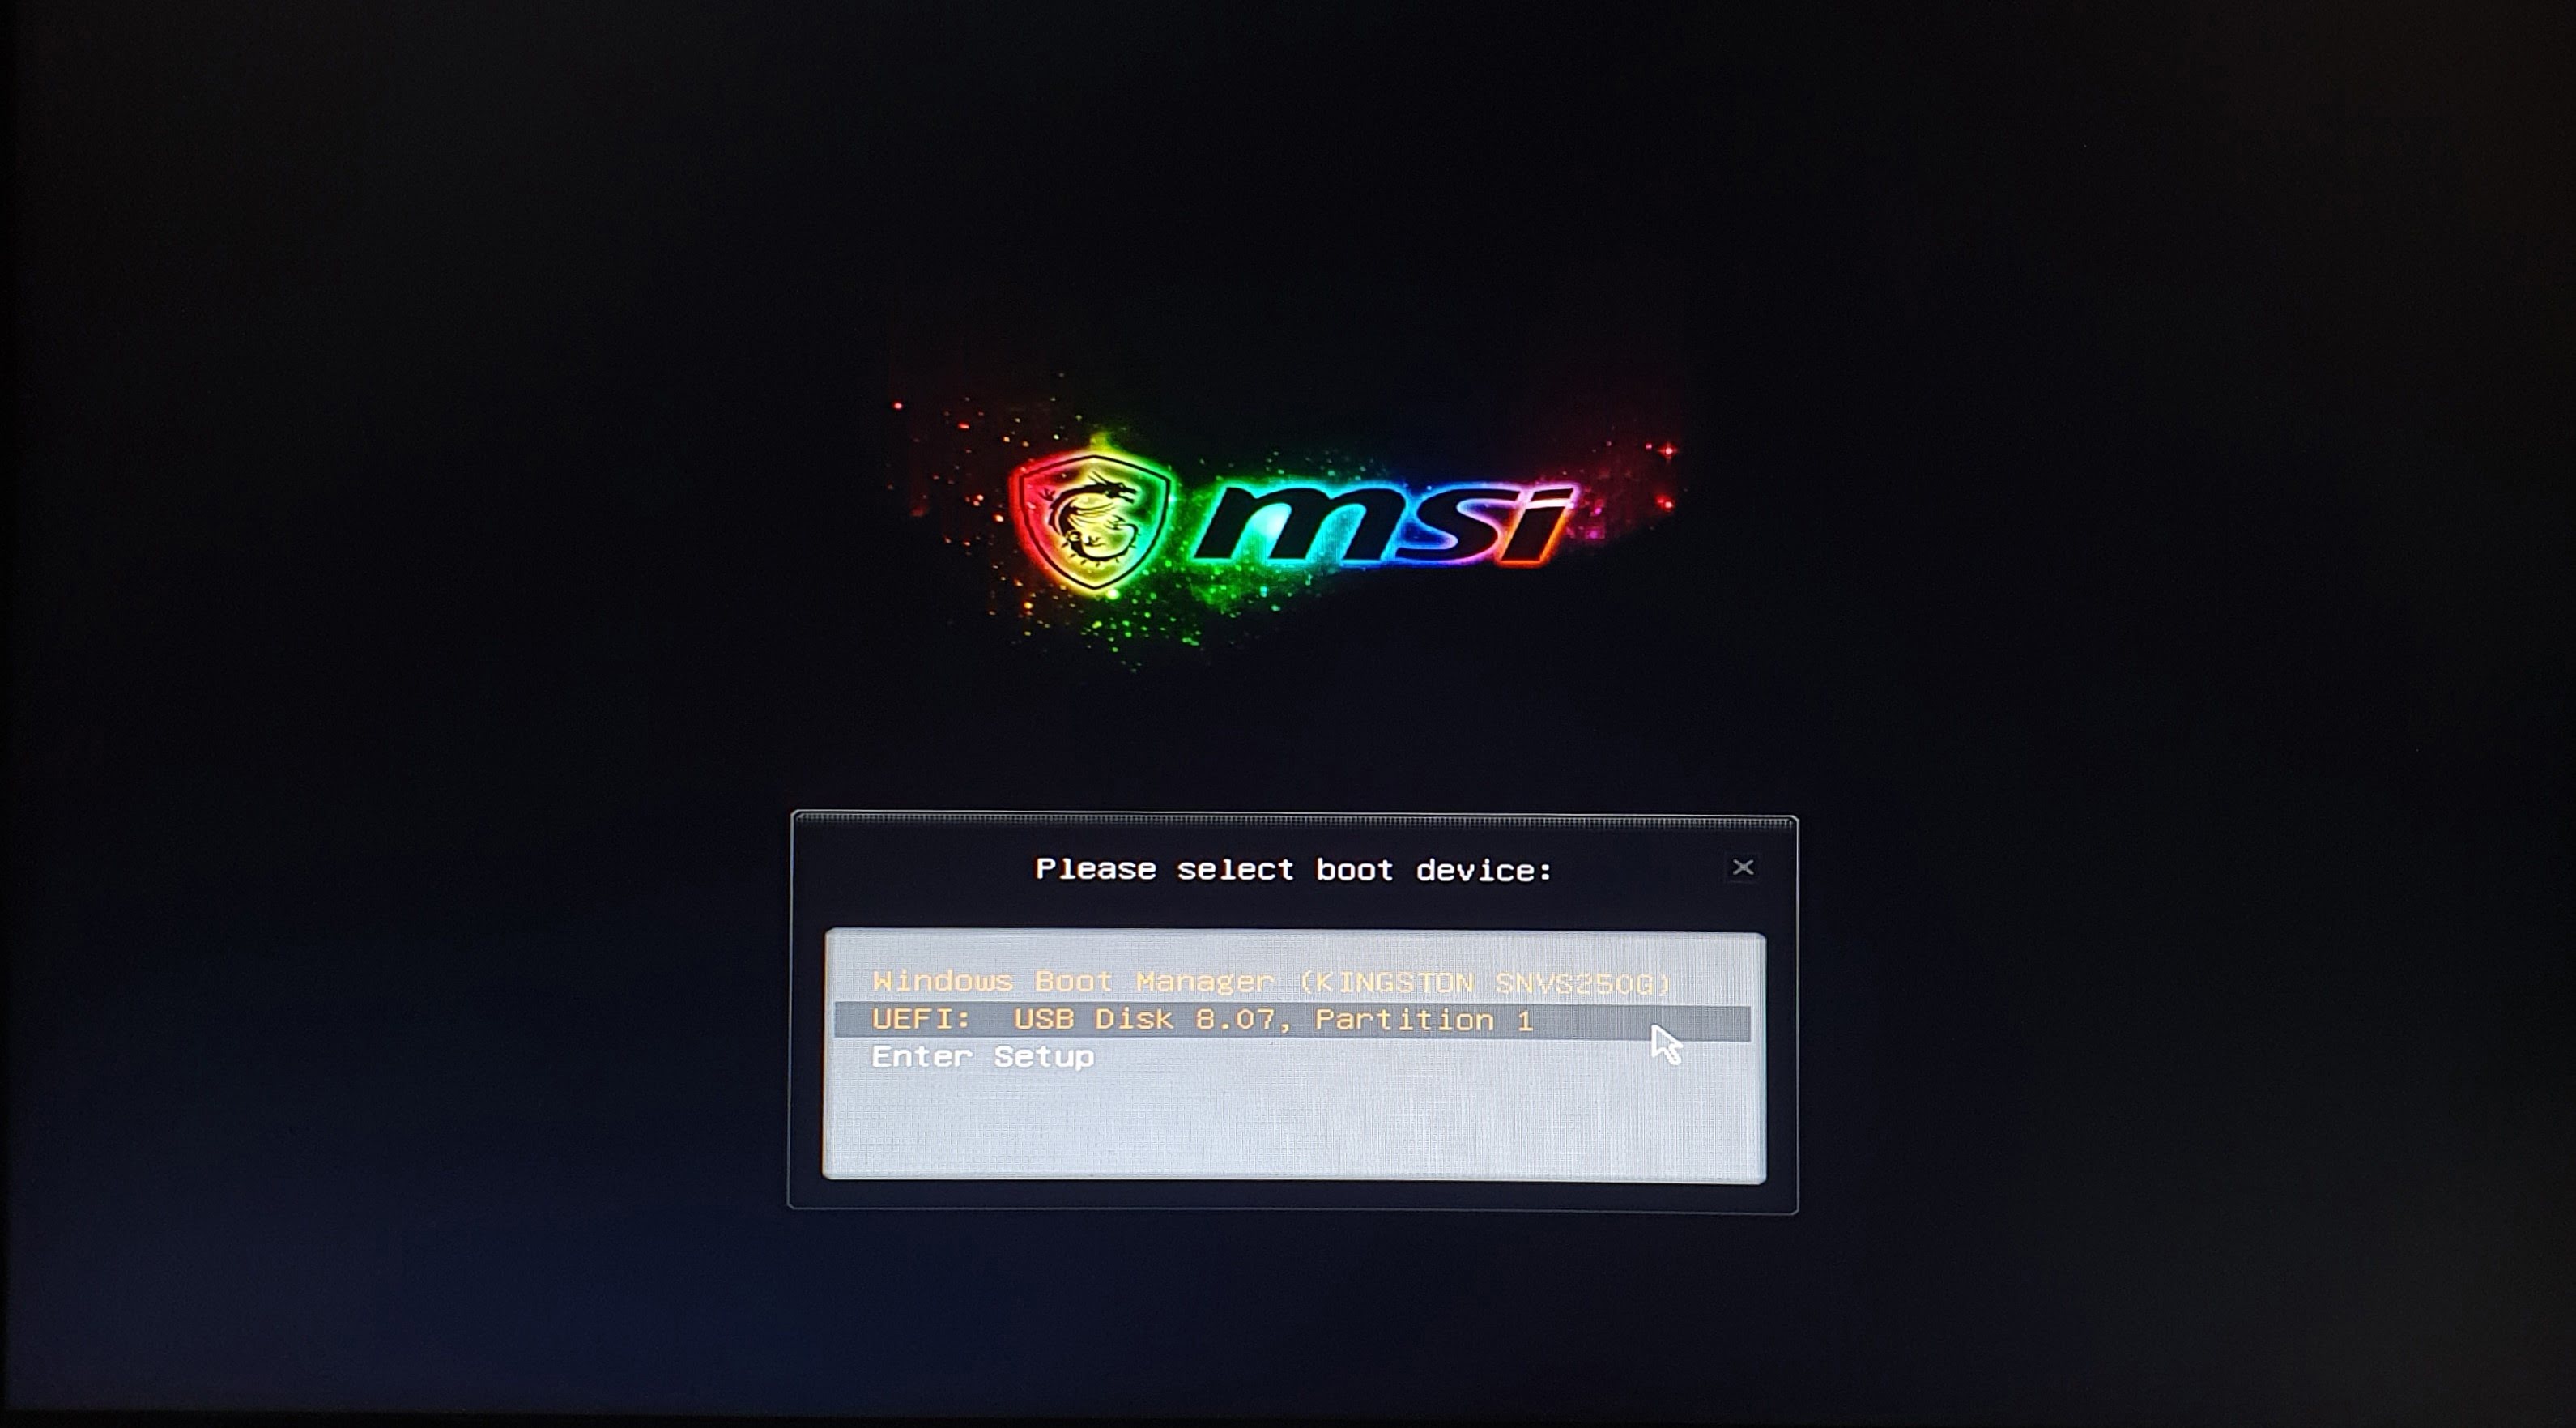 msi
Please select boot device:
Windows Boot Manager (KINGSTON SNVS250G)
UEFI:  USB Disk 8.07, Partition 1
Enter Setup